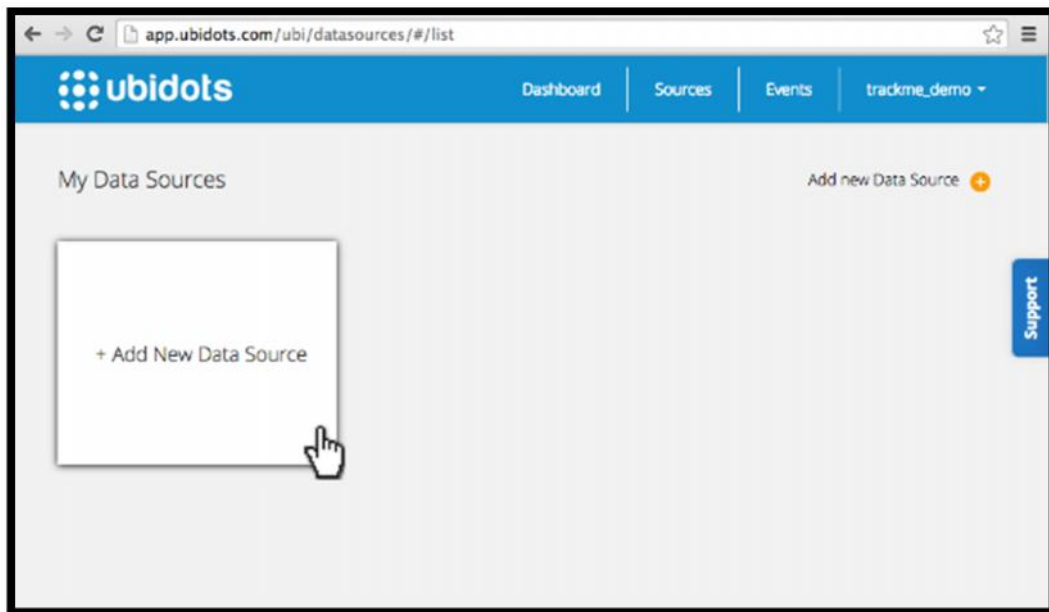 app.ubidots.com/ubi/datasources/#/list
ubidots
Dashboard
Sources
Events
trackme_demo
My Data Sources
Add new Data Source
+ Add New Data Source
Support